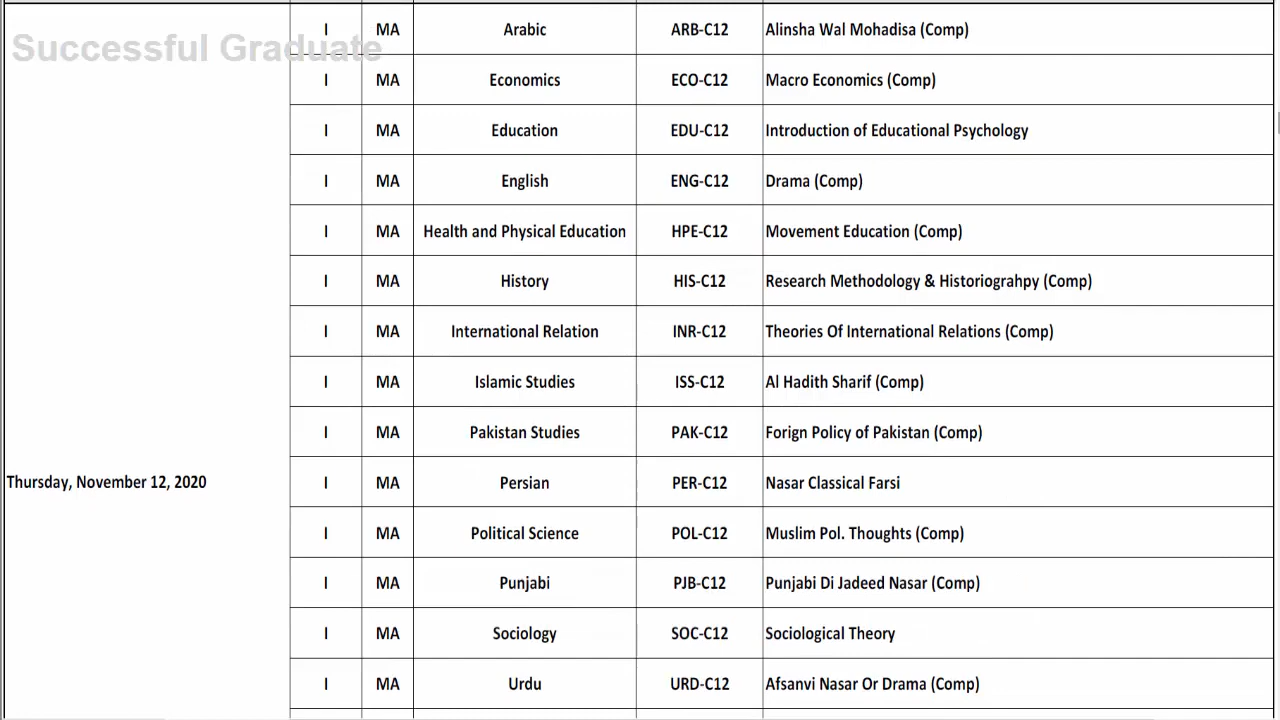 Successful Graduate
I MA Arabic ARB-C12 Alinsha Wal Mohadisa (Comp)
I MA Economics ECO-C12 Macro Economics (Comp)
I MA Education EDU-C12 Introduction of Educational Psychology
I MA English ENG-C12 Drama (Comp)
I MA Health and Physical Education HPE-C12 Movement Education (Comp)
I MA History HIS-C12 Research Methodology & Historiograhpy (Comp)
I MA International Relation INR-C12 Theories Of International Relations (Comp)
I MA Islamic Studies ISS-C12 Al Hadith Sharif (Comp)
I MA Pakistan Studies PAK-C12 Forign Policy of Pakistan (Comp)
Thursday, November 12, 2020 I MA Persian PER-C12 Nasar Classical Farsi
I MA Political Science POL-C12 Muslim Pol. Thoughts (Comp)
I MA Punjabi PJB-C12 Punjabi Di Jadeed Nasar (Comp)
I MA Sociology SOC-C12 Sociological Theory
I MA Urdu URD-C12 Afsanvi Nasar Or Drama (Comp)